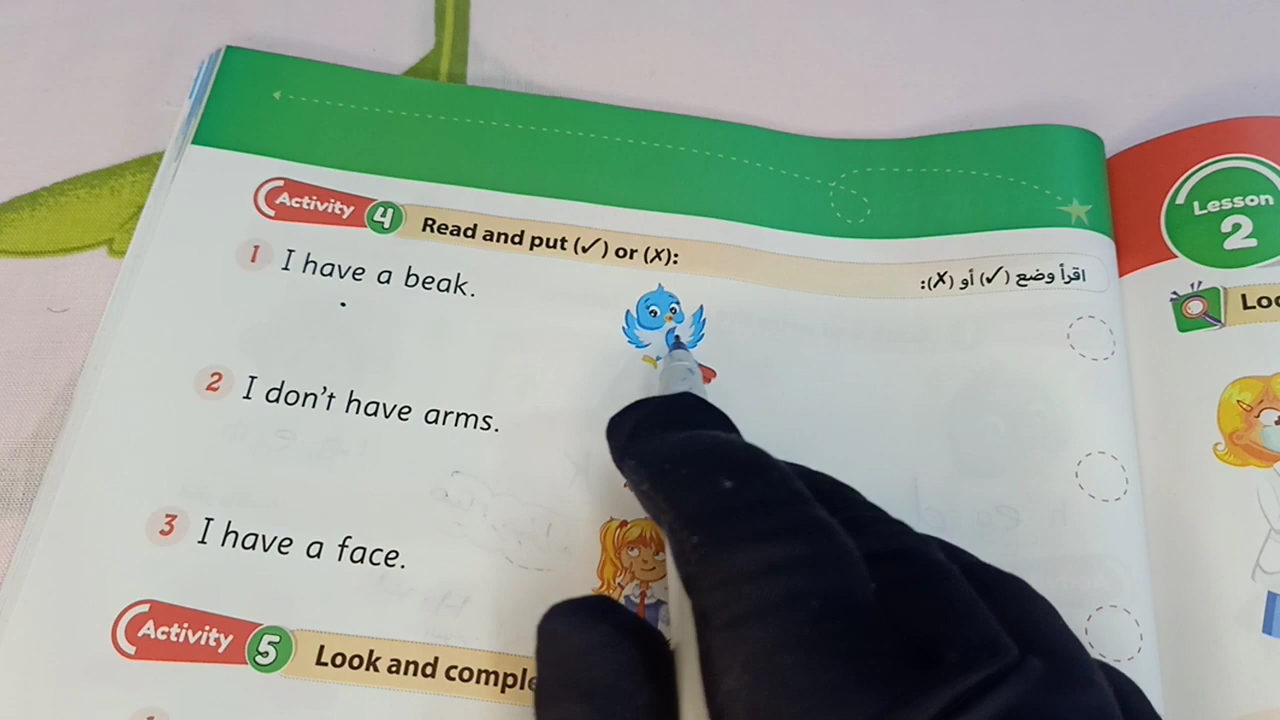 Activity 4 Read and put (✓) or (✗):
اقرأ وضع (✓) أو (✗):
1 I have a beak.
2 I don't have arms.
3 I have a face.
Activity 5 Look and comple
Lesson
2
Loo